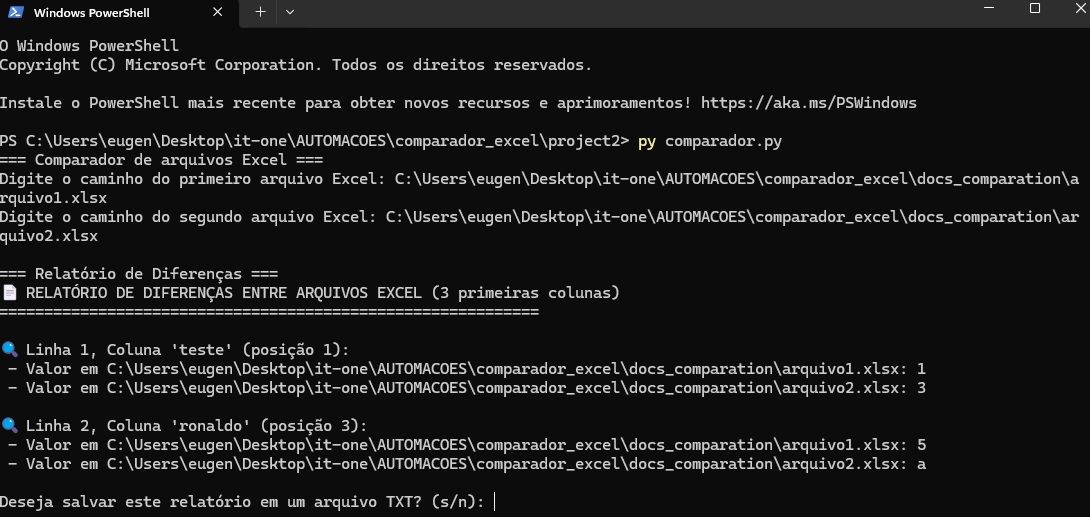 Windows PowerShell
O Windows PowerShell
Copyright (C) Microsoft Corporation. Todos os direitos reservados.
Instale o PowerShell mais recente para obter novos recursos e aprimoramentos! https://aka.ms/PSWindows
PS C:\Users\eugen\Desktop\it-one\AUTOMACOES\comparador_excel\project2> py comparador.py
=== Comparador de arquivos Excel ===
Digite o caminho do primeiro arquivo Excel: C:\Users\eugen\Desktop\it-one\AUTOMACOES\comparador_excel\docs_comparation\a
rquivo1.xlsx
Digite o caminho do segundo arquivo Excel: C:\Users\eugen\Desktop\it-one\AUTOMACOES\comparador_excel\docs_comparation\ar
quivo2.xlsx
=== Relatório de Diferenças ===
📄 RELATÓRIO DE DIFERENÇAS ENTRE ARQUIVOS EXCEL (3 primeiras colunas)
============================================================
🔍 Linha 1, Coluna 'teste' (posição 1):
- Valor em C:\Users\eugen\Desktop\it-one\AUTOMACOES\comparador_excel\docs_comparation\arquivo1.xlsx: 1
- Valor em C:\Users\eugen\Desktop\it-one\AUTOMACOES\comparador_excel\docs_comparation\arquivo2.xlsx: 3
🔍 Linha 2, Coluna 'ronaldo' (posição 3):
- Valor em C:\Users\eugen\Desktop\it-one\AUTOMACOES\comparador_excel\docs_comparation\arquivo1.xlsx: 5
- Valor em C:\Users\eugen\Desktop\it-one\AUTOMACOES\comparador_excel\docs_comparation\arquivo2.xlsx: a
Deseja salvar este relatório em um arquivo TXT? (s/n):